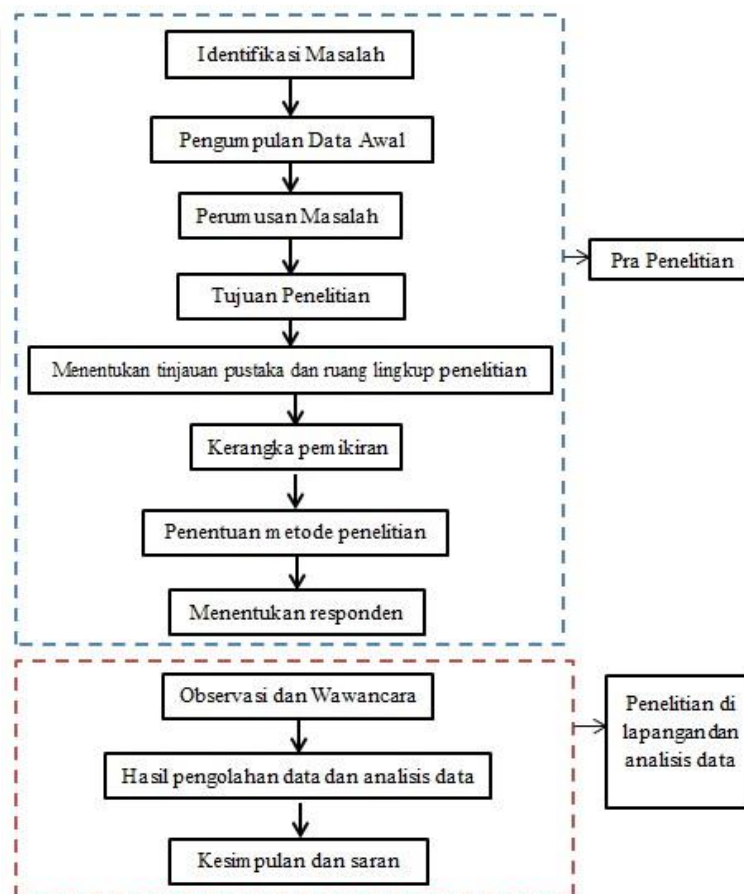 Identifikasi Masalah
Pengumpulan Data Awal
Perumusan Masalah
Tujuan Penelitian
Menentukan tinjauan pustaka dan ruang lingkup penelitian
Kerangka pemikiran
Penentuan metode penelitian
Menentukan responden
Pra Penelitian
Observasi dan Wawancara
Hasil pengolahan data dan analisis data
Kesimpulan dan saran
Penelitian di
lapangan dan
analisis data